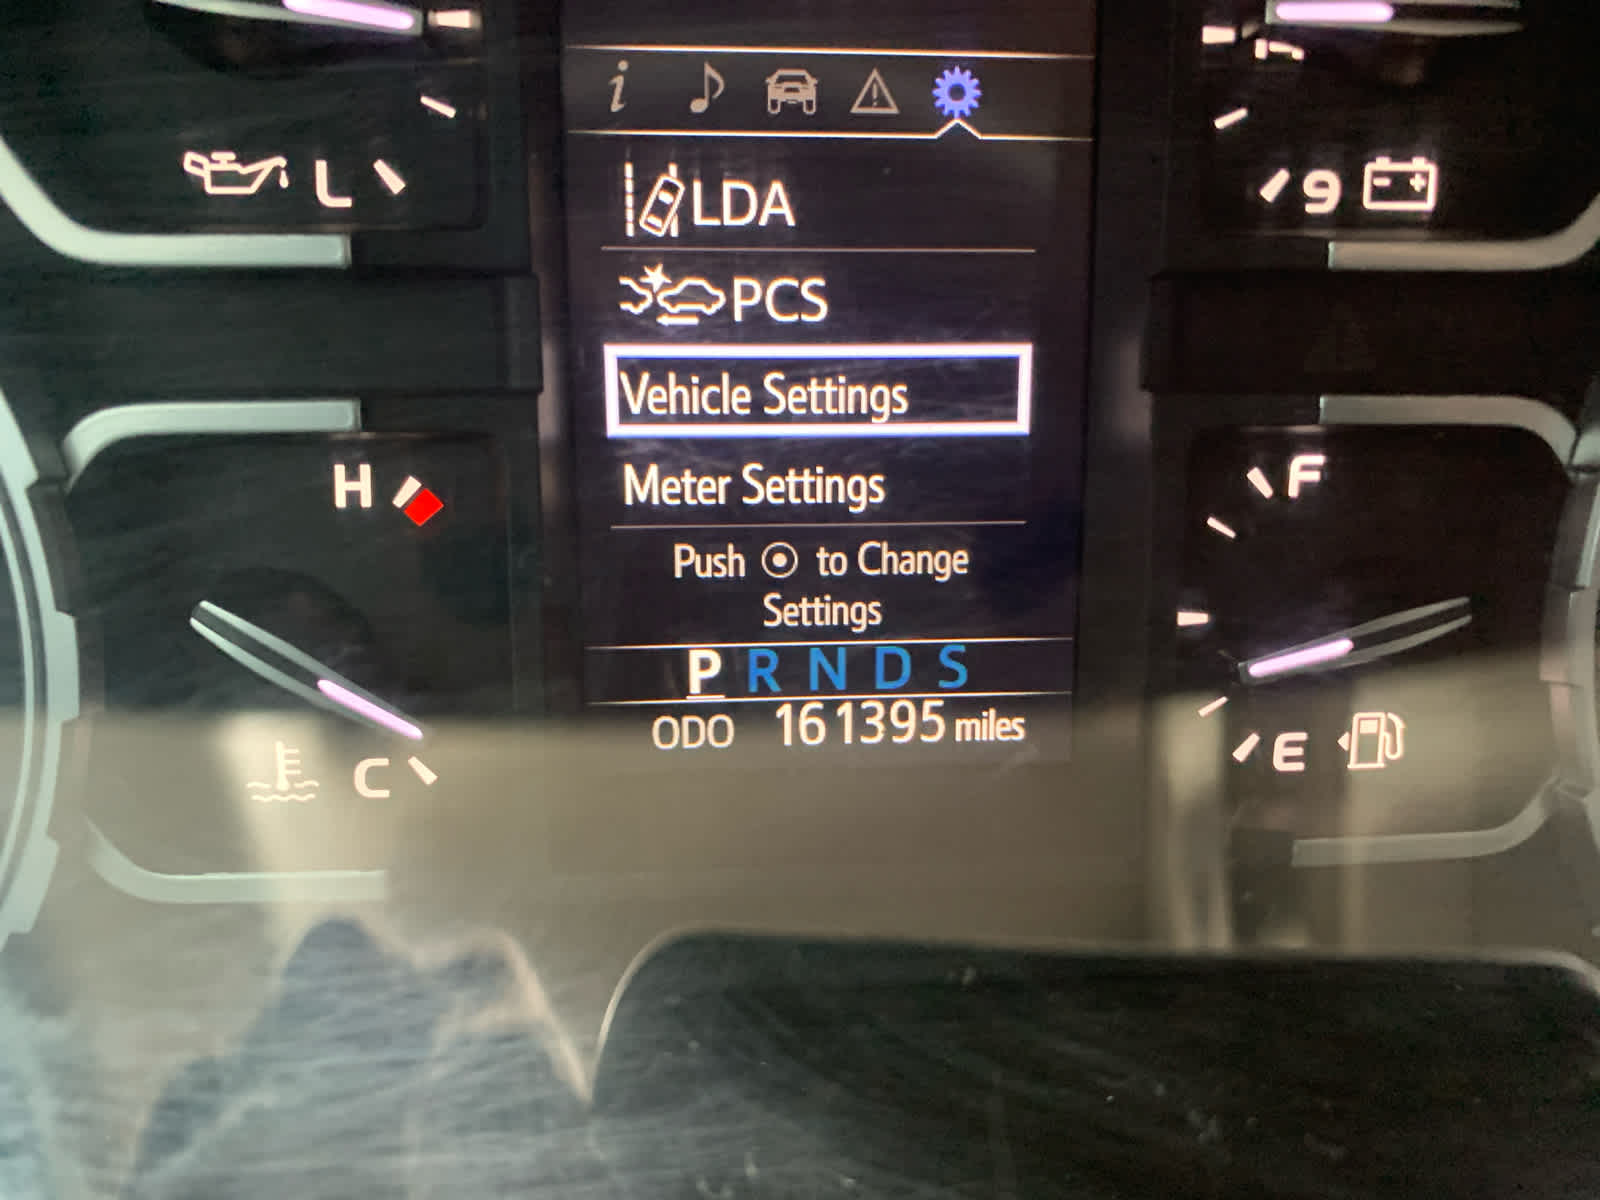 i
LDA
L
9
PCS
Vehicle Settings
Meter Settings
H
F
Push to Change
Settings
P R N D S
ODO 161395 miles
C
E